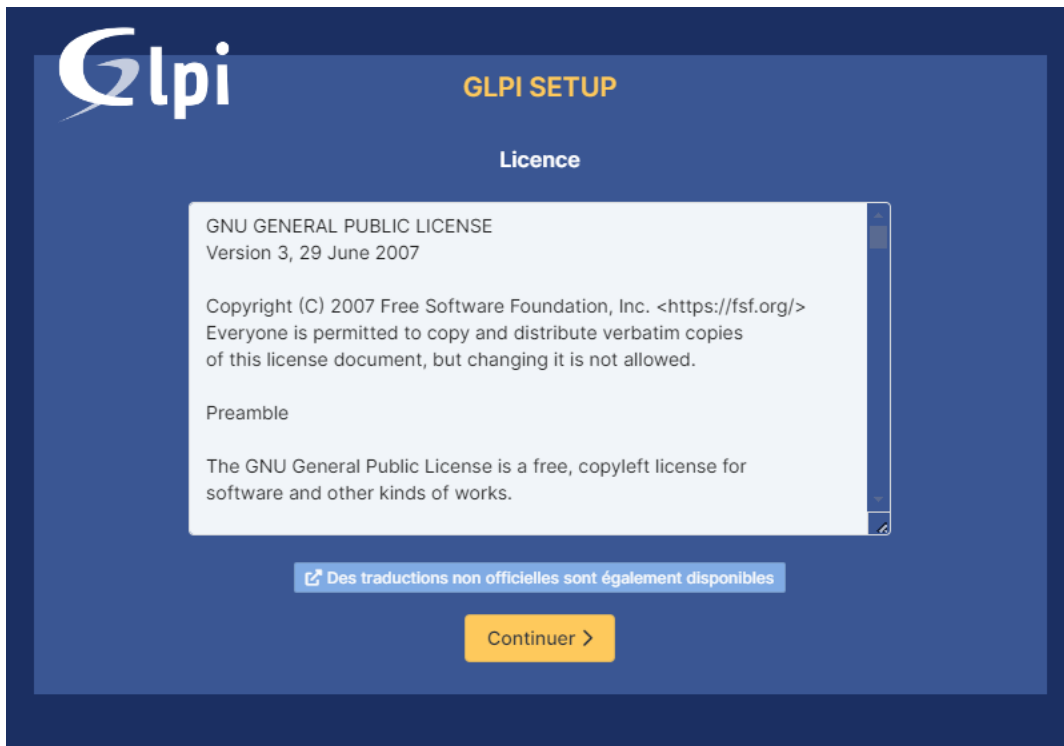 Glpi
GLPI SETUP
Licence
GNU GENERAL PUBLIC LICENSE
Version 3, 29 June 2007
Copyright (C) 2007 Free Software Foundation, Inc. <https://fsf.org/>
Everyone is permitted to copy and distribute verbatim copies
of this license document, but changing it is not allowed.
Preamble
The GNU General Public License is a free, copyleft license for
software and other kinds of works.
Des traductions non officielles sont également disponibles
Continuer